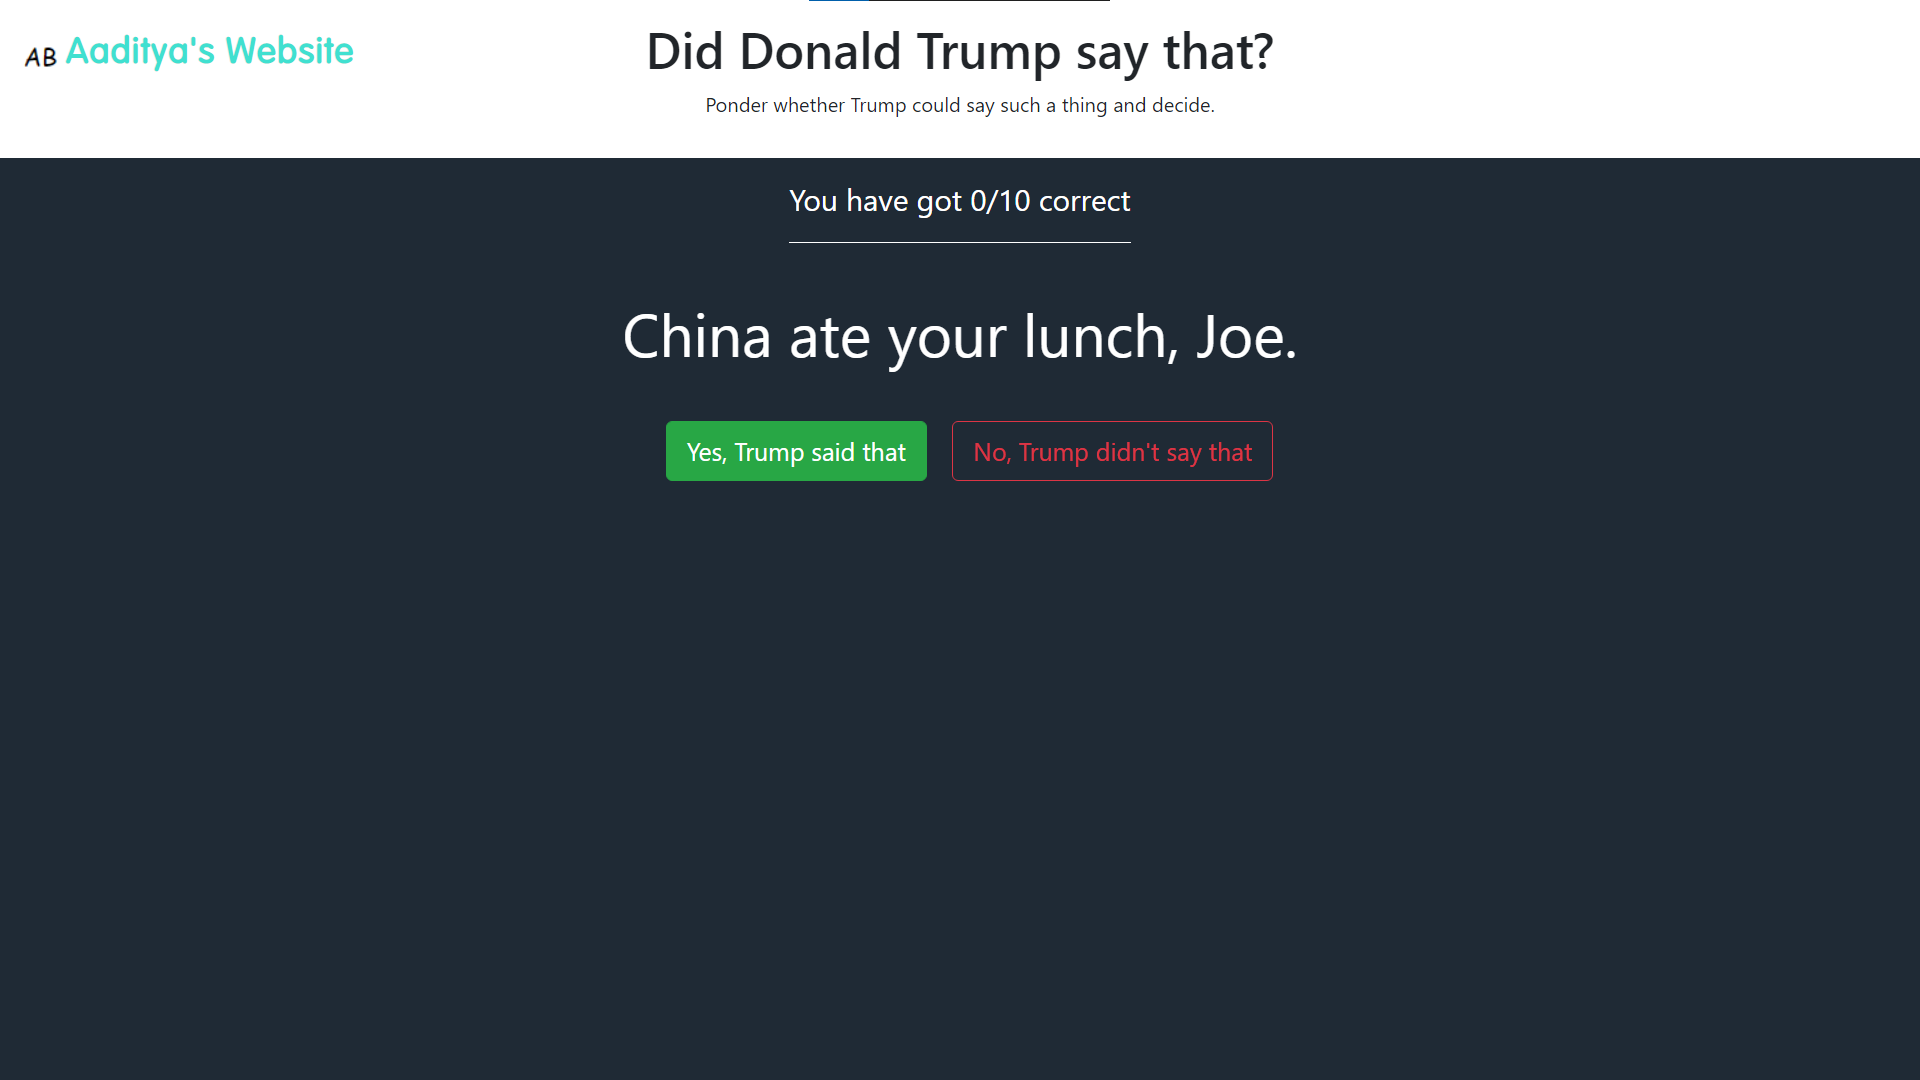 AB Aaditya's Website
Did Donald Trump say that?
Ponder whether Trump could say such a thing and decide.
You have got 0/10 correct
China ate your lunch, Joe.
Yes, Trump said that
No, Trump didn't say that